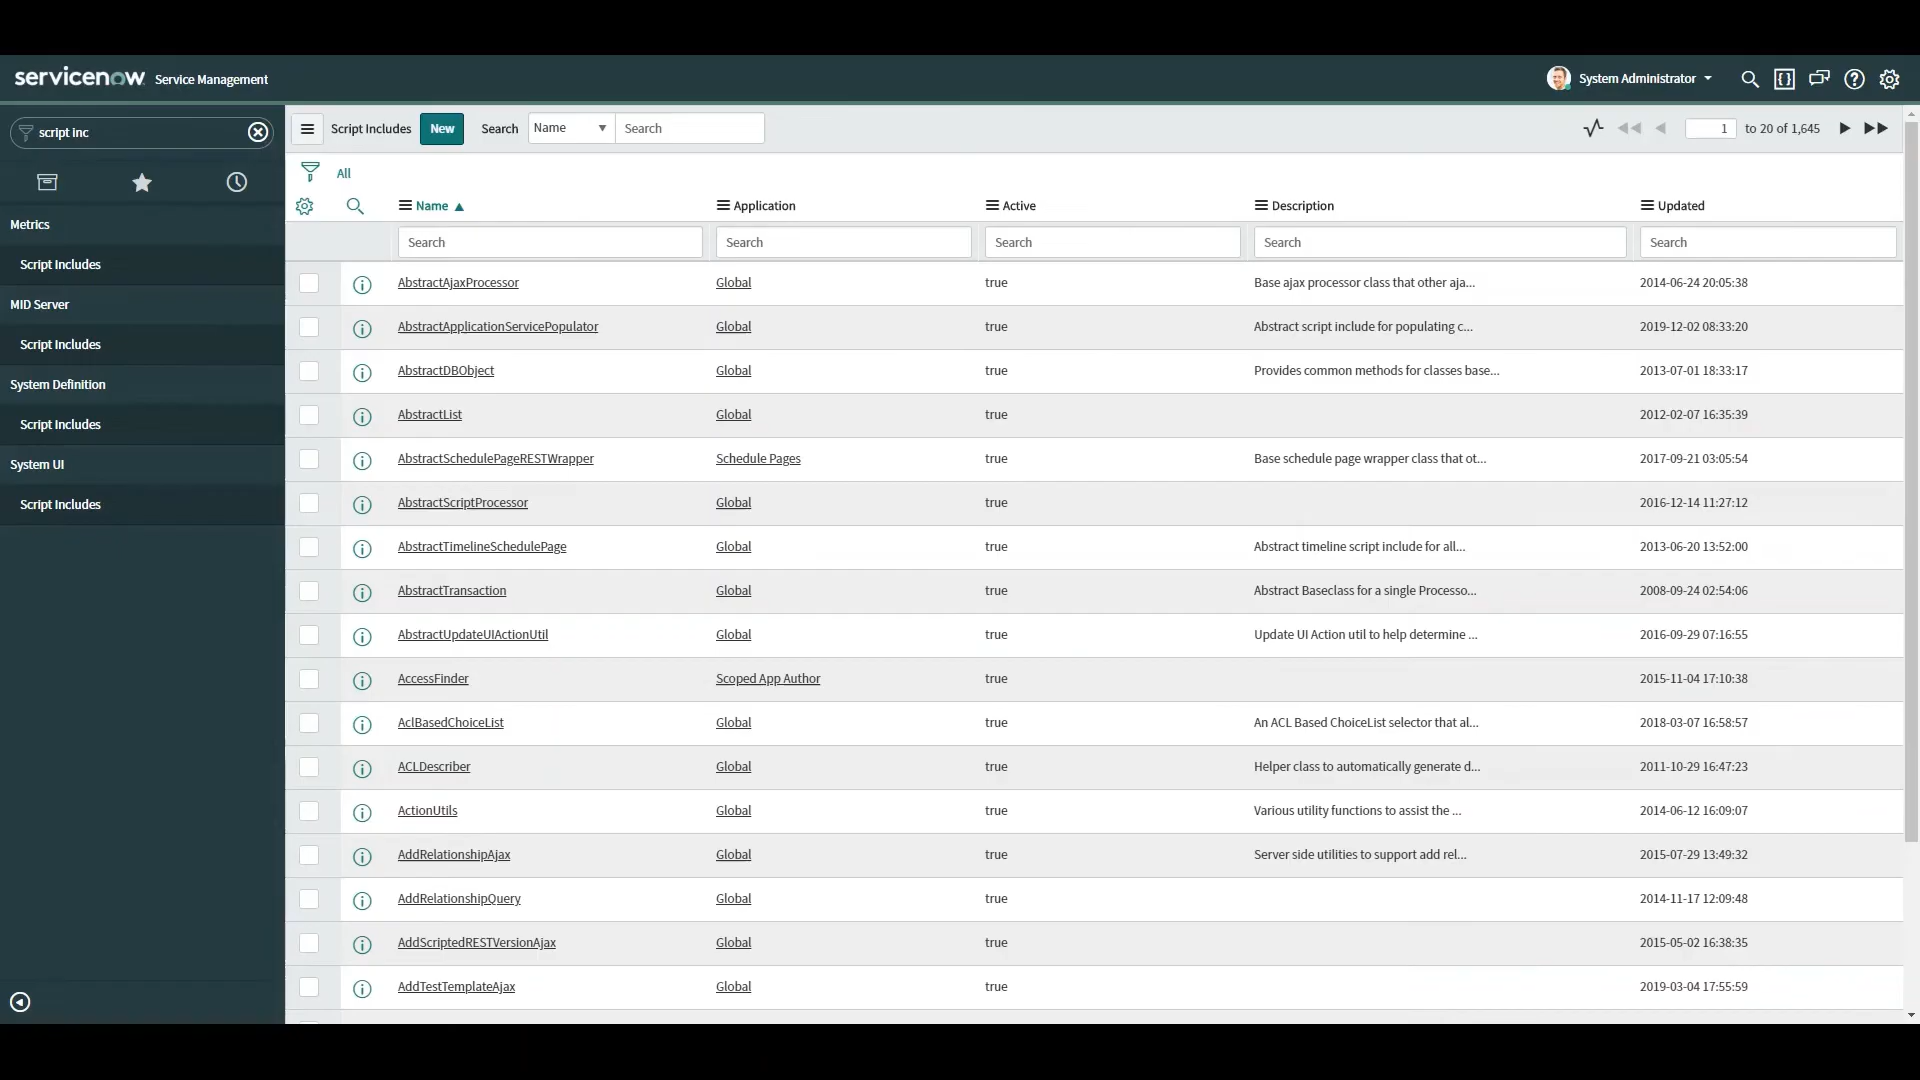 servicenow Service Management
System Administrator
script inc
Metrics
Script Includes
MID Server
Script Includes
System Definition
Script Includes
System UI
Script Includes
Script Includes New Search Name Search 1 to 20 of 1,645
All
Name Application Active Description Updated
Search Search Search Search Search
AbstractAjaxProcessor Global true Base ajax processor class that other aja... 2014-06-24 20:05:38
AbstractApplicationServicePopulator Global true Abstract script include for populating c... 2019-12-02 08:33:20
AbstractDBObject Global true Provides common methods for classes base... 2013-07-01 18:33:17
AbstractList Global true 2012-02-07 16:35:39
AbstractSchedulePageRESTWrapper Schedule Pages true Base schedule page wrapper class that ot... 2017-09-21 03:05:54
AbstractScriptProcessor Global true 2016-12-14 11:27:12
AbstractTimelineSchedulePage Global true Abstract timeline script include for all... 2013-06-20 13:52:00
AbstractTransaction Global true Abstract Baseclass for a single Processo... 2008-09-24 02:54:06
AbstractUpdateUIActionUtil Global true Update UI Action util to help determine ... 2016-09-29 07:16:55
AccessFinder Scoped App Author true 2015-11-04 17:10:38
AclBasedChoiceList Global true An ACL Based ChoiceList selector that al... 2018-03-07 16:58:57
ACLDescriber Global true Helper class to automatically generate d... 2011-10-29 16:47:23
ActionUtils Global true Various utility functions to assist the ... 2014-06-12 16:09:07
AddRelationshipAjax Global true Server side utilities to support add rel... 2015-07-29 13:49:32
AddRelationshipQuery Global true 2014-11-17 12:09:48
AddScriptedRESTVersionAjax Global true 2015-05-02 16:38:35
AddTestTemplateAjax Global true 2019-03-04 17:55:59